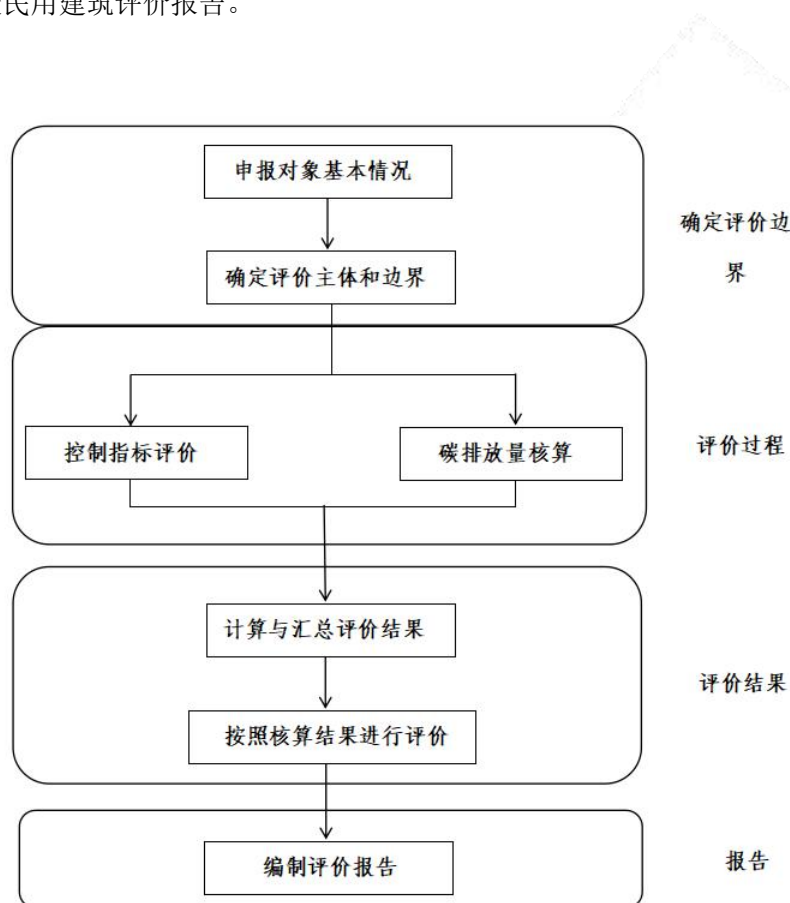 民用建筑评价报告。
申报对象基本情况
确定评价主体和边界
确定评价边
界
控制指标评价
碳排放量核算
评价过程
计算与汇总评价结果
按照核算结果进行评价
评价结果
编制评价报告
报告